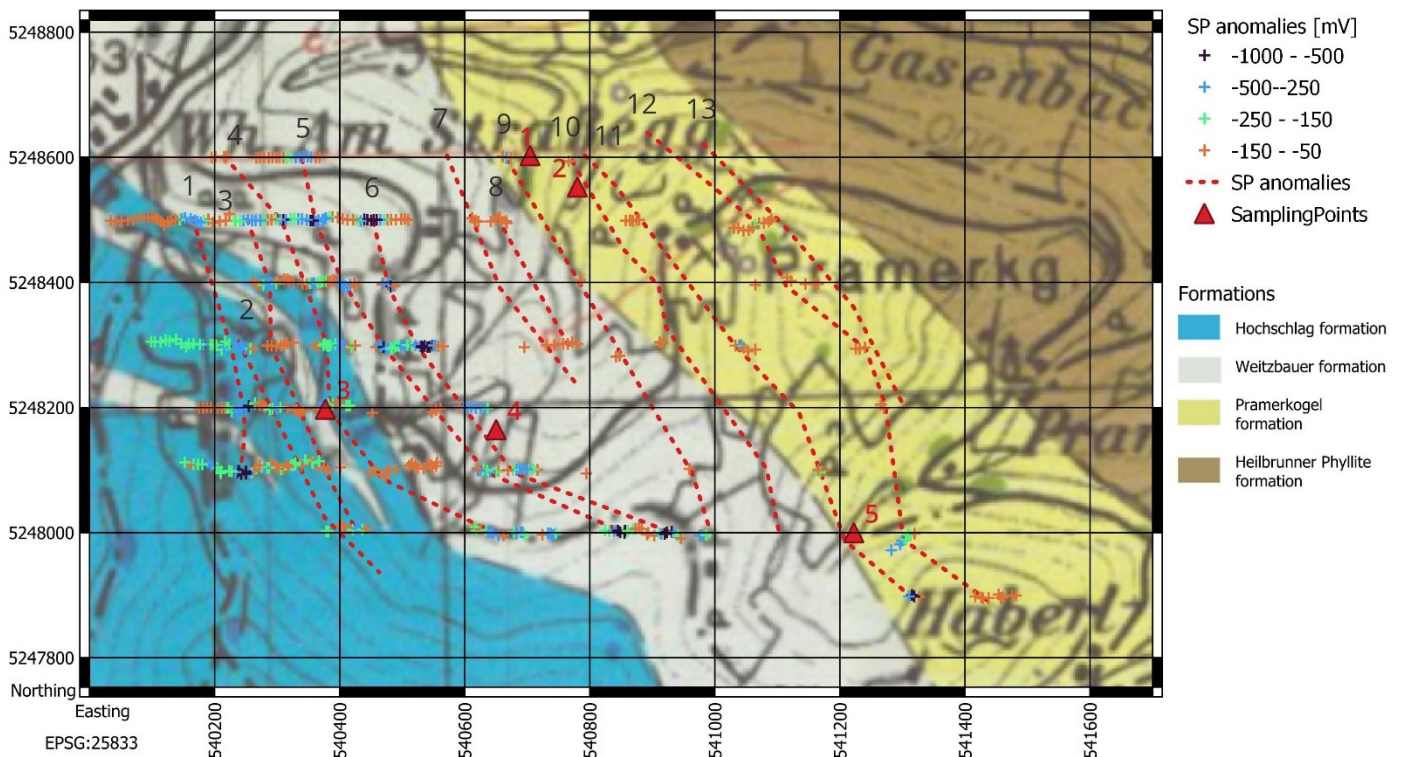 5248800
5248600
5248400
5248200
5248000
5247800
Northing
Easting
EPSG:25833
540200
540400
540600
540800
541000
541200
541400
541600
1
2
3
4
5
6
7
8
9
10
11
12
13
1
2
3
4
5
Gasenbac
Pramerkg.
Pram
Haberl
SP anomalies [mV]
-1000 - -500
-500--250
-250 - -150
-150 - -50
SP anomalies
SamplingPoints
Formations
Hochschlag formation
Weitzbauer formation
Pramerkogel
formation
Heilbrunner Phyllite
formation